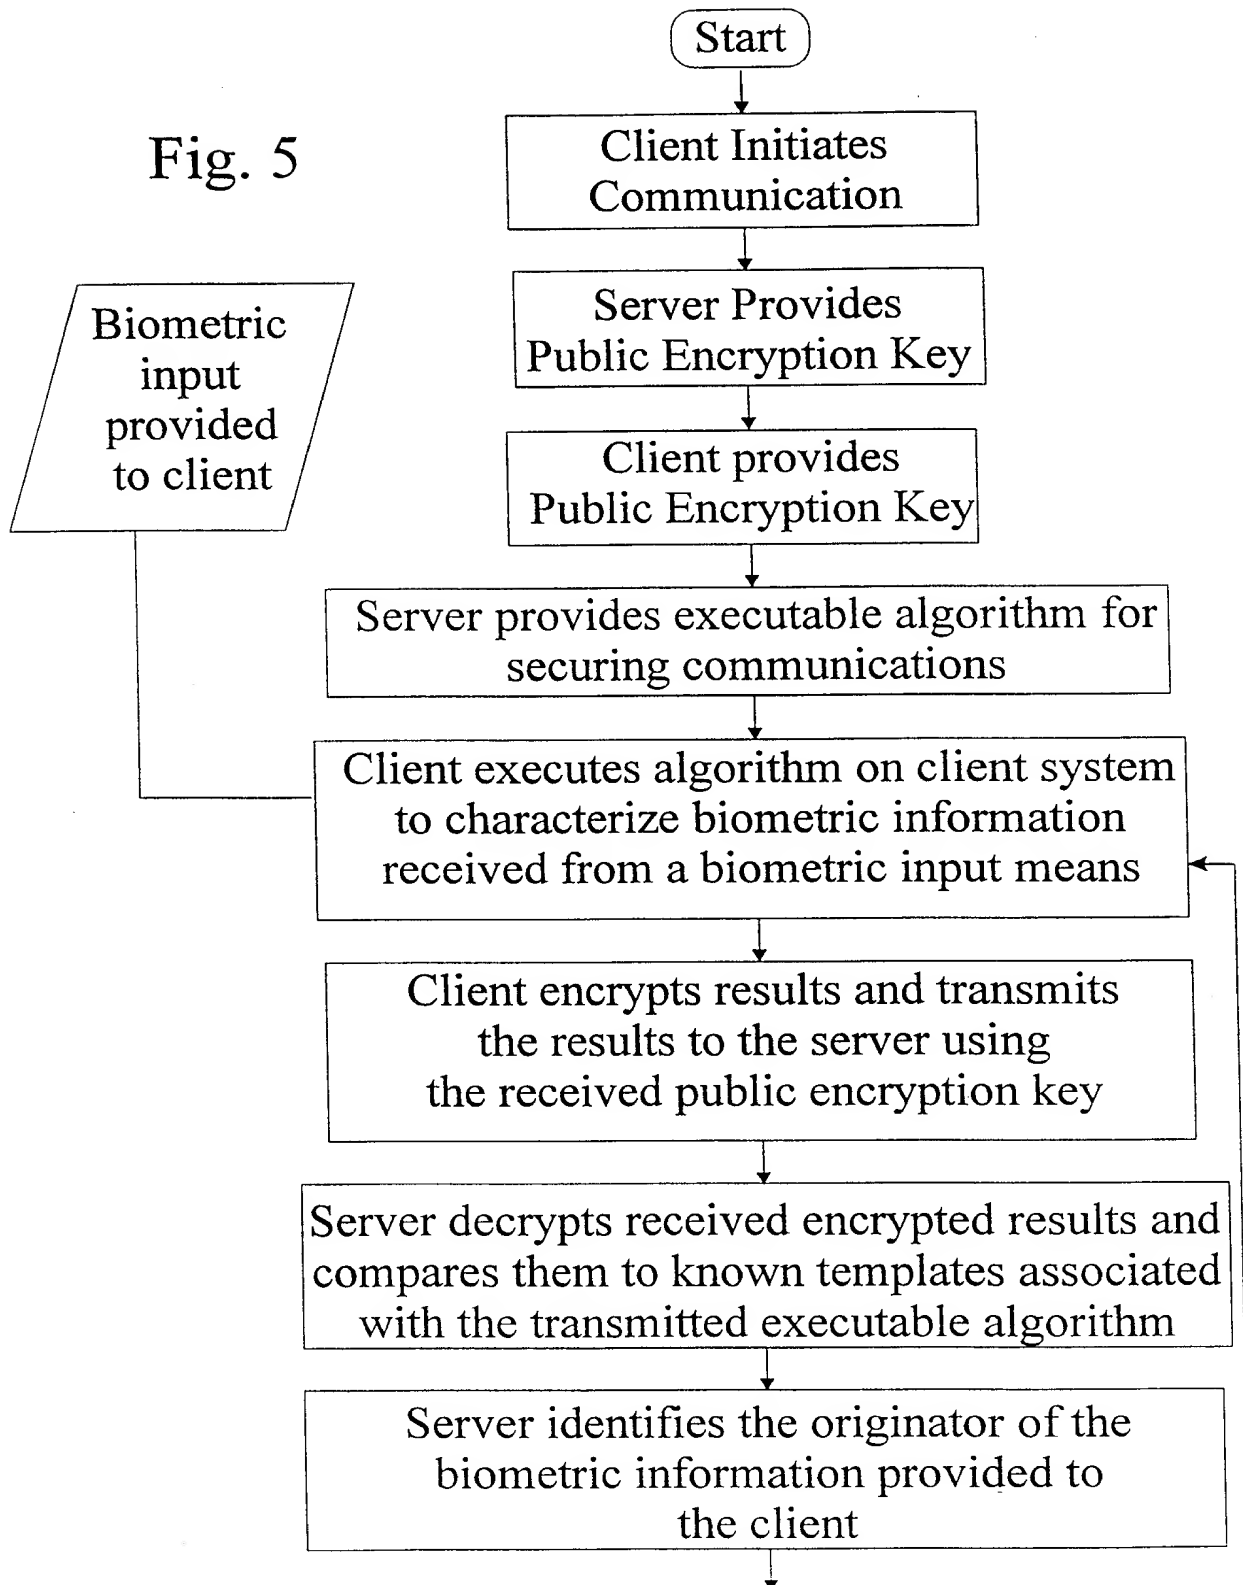 Start
Fig. 5
Client Initiates
Communication
Server Provides
Public Encryption Key
Biometric
input
provided
to client
Client provides
Public Encryption Key
Server provides executable algorithm for
securing communications
Client executes algorithm on client system
to characterize biometric information
received from a biometric input means
Client encrypts results and transmits
the results to the server using
the received public encryption key
Server decrypts received encrypted results and
compares them to known templates associated
with the transmitted executable algorithm
Server identifies the originator of the
biometric information provided to
the client